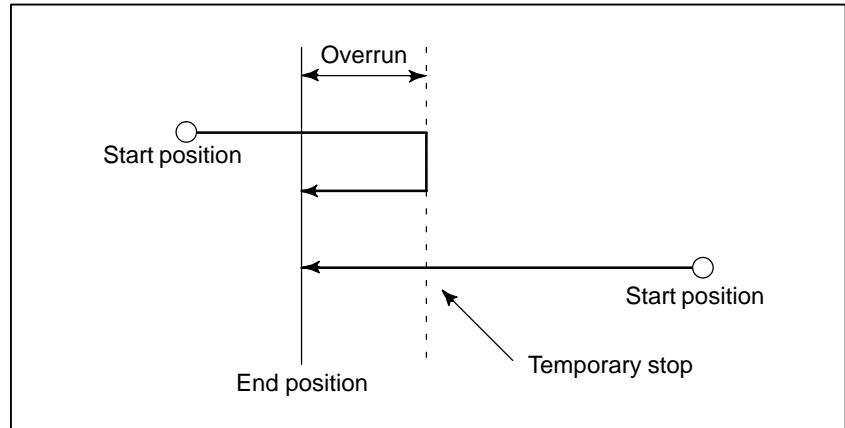 Overrun
Start position
Start position
Temporary stop
End position